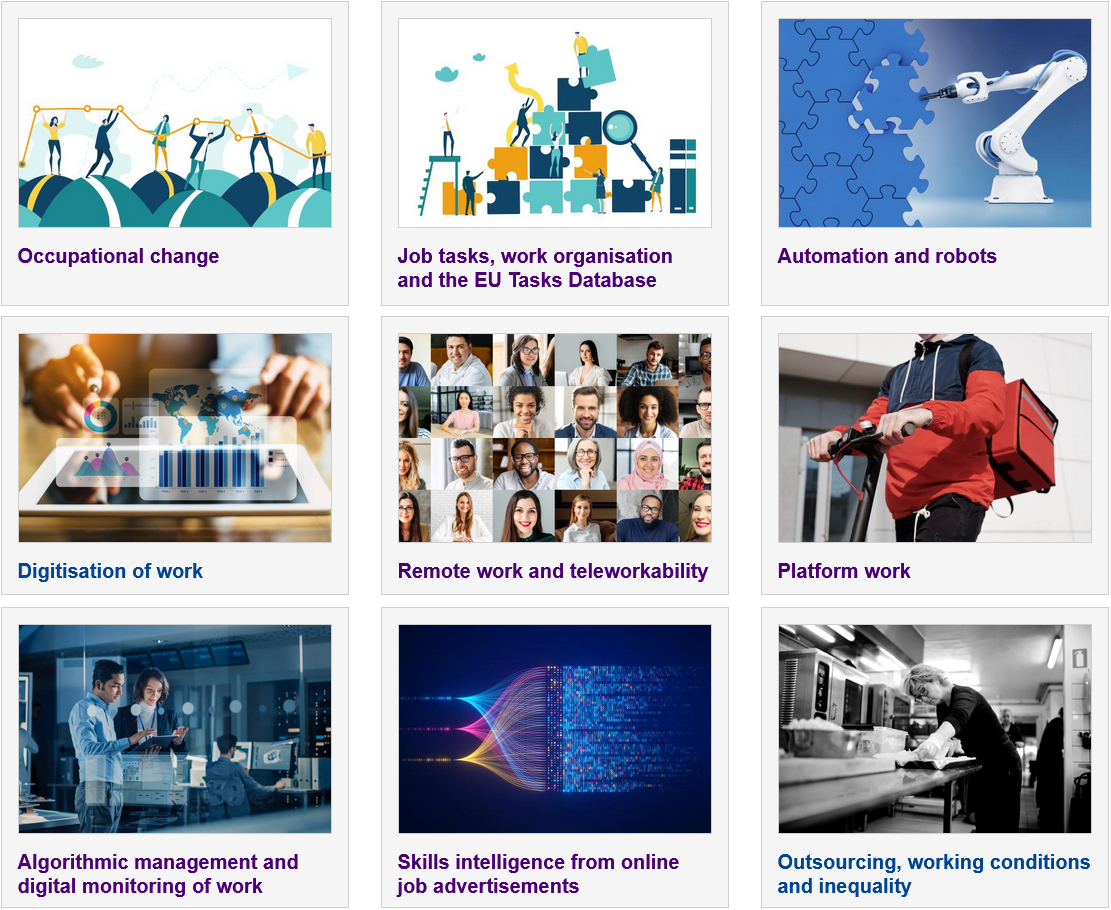 Occupational change
Job tasks, work organisation
and the EU Tasks Database
Automation and robots
Digitisation of work
Remote work and teleworkability
Platform work
Algorithmic management and
digital monitoring of work
Skills intelligence from online
job advertisements
Outsourcing, working conditions
and inequality